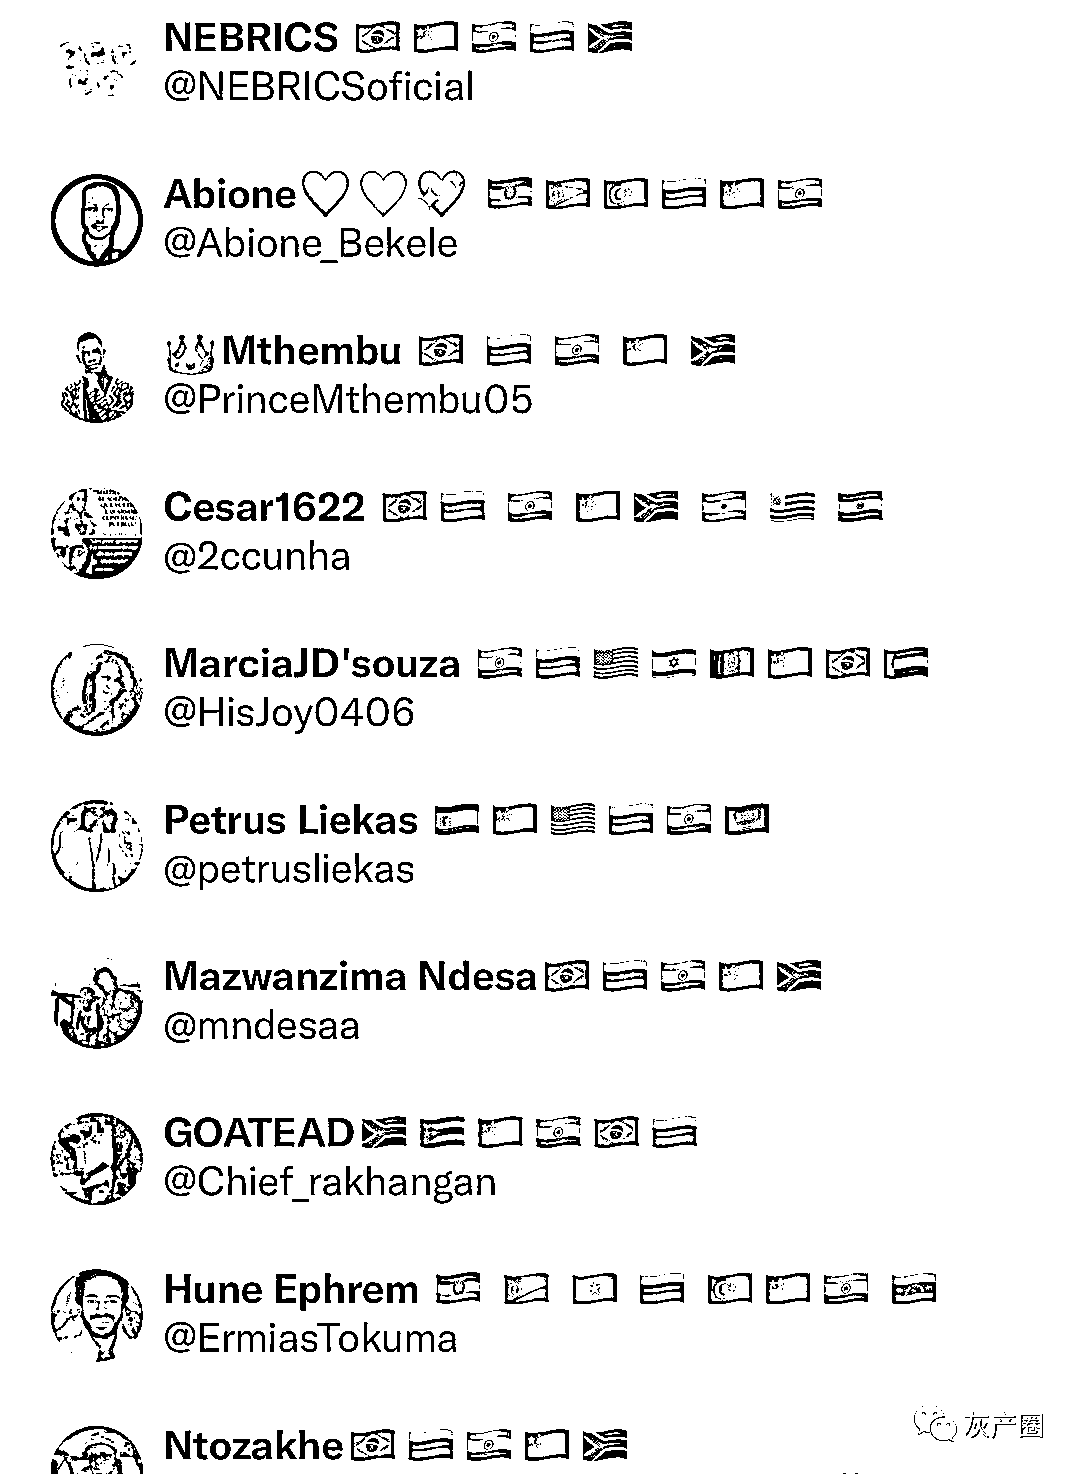 NEBRICS
@NEBRICSoficial
Abione
@Abione_Bekele
Mthembu
@PrinceMthembu05
Cesar1622
@2ccunha
MarciaJD'souza
@HisJoy0406
Petrus Liekas
@petrusliekas
Mazwanzima Ndesa
@mndesaa
GOATEAD
@Chief_rakhangan
Hune Ephrem
@ErmiasTokuma
Ntozakhe
灰产圈